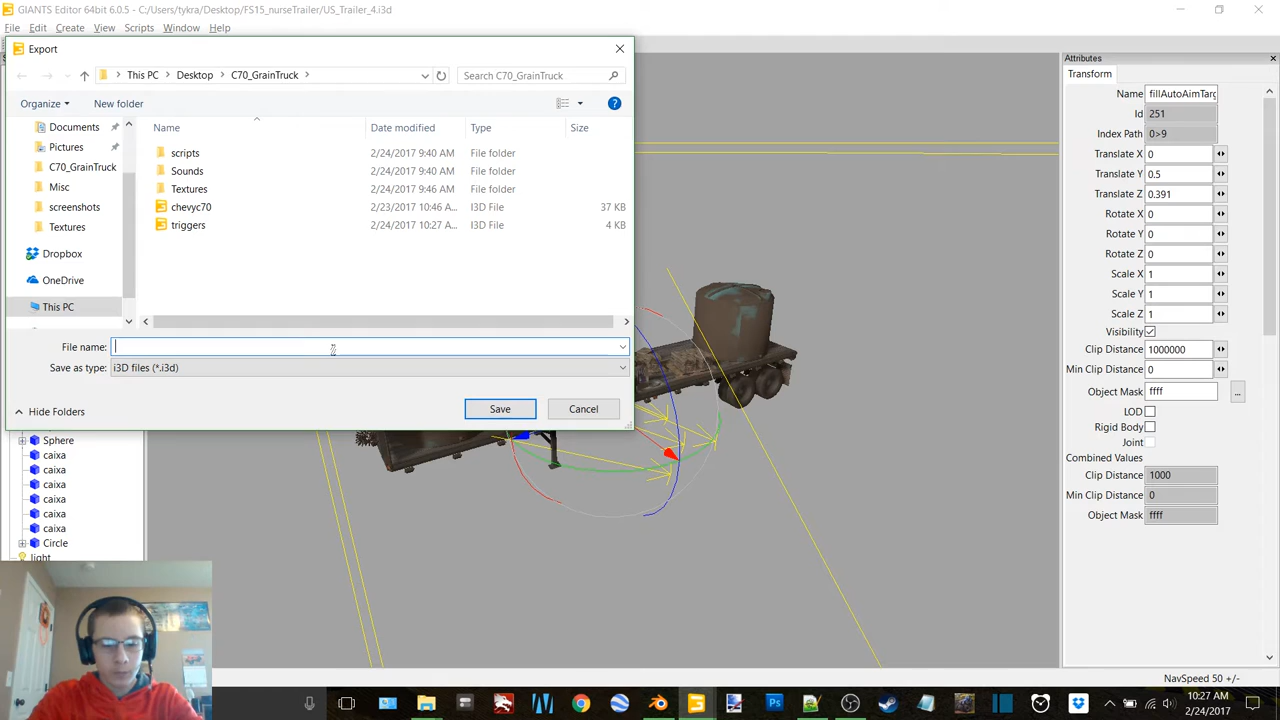 GIANTS Editor 64bit 6.0.5 - C:/Users/tykra/Desktop/FS15_nurseTrailer/US_Trailer_4.i3d
File Edit Create View Scripts Window Help
Export
This PC Desktop C70_GrainTruck
Search C70_GrainTruck
Organize New folder
Documents
Pictures
C70_GrainTruck
Misc
screenshots
Textures
Dropbox
OneDrive
This PC
Name Date modified Type Size
scripts 2/24/2017 9:40 AM File folder
Sounds 2/24/2017 9:40 AM File folder
Textures 2/24/2017 9:46 AM File folder
chevyc70 2/23/2017 10:46 A... I3D File 37 KB
triggers 2/24/2017 10:27 A... I3D File 4 KB
File name:
Save as type: i3D files (*.i3d)
Hide Folders
Save
Cancel
Sphere
caixa
caixa
caixa
caixa
caixa
caixa
Circle
light
Attributes
Transform
Name fillAutoAimTarg
Id 251
Index Path 0>9
Translate X 0
Translate Y 0.5
Translate Z 0.391
Rotate X 0
Rotate Y 0
Rotate Z 0
Scale X 1
Scale Y 1
Scale Z 1
Visibility
Clip Distance 1000000
Min Clip Distance 0
Object Mask ffff ...
LOD
Rigid Body
Joint
Combined Values
Clip Distance 1000
Min Clip Distance 0
Object Mask ffff
NavSpeed 50 +/-
10:27 AM
2/24/2017